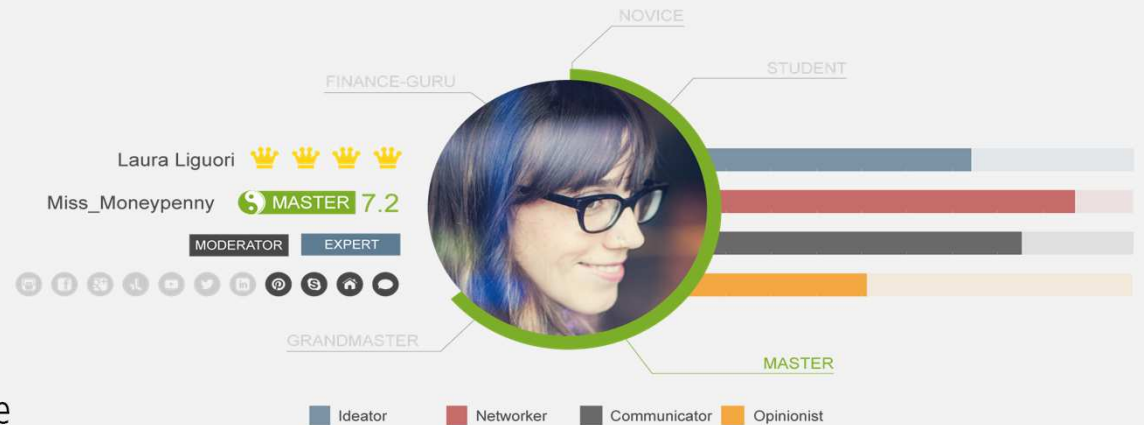 NOVICE
STUDENT
FINANCE-GURU
Laura Liguori
Miss_Moneypenny MASTER 7.2
MODERATOR EXPERT
GRANDMASTER
MASTER
e
Ideator Networker Communicator Opinionist